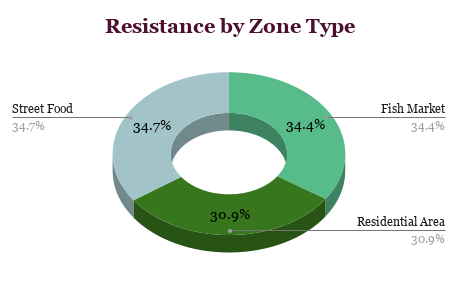 Resistance by Zone Type
Street Food
34.7%
34.7%
34.4%
Fish Market
34.4%
30.9%
Residential Area
30.9%